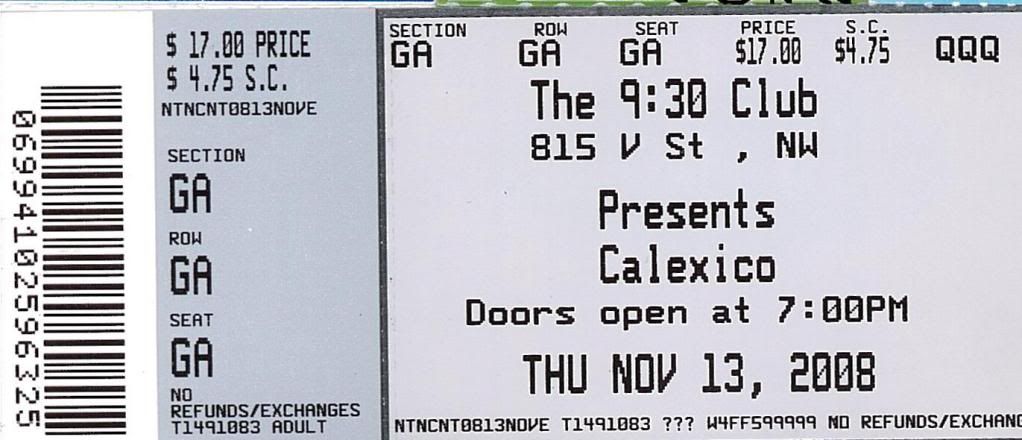 069941025966325
$ 17.00 PRICE
$ 4.75 S.C.
NTNCNT0813NOVE
SECTION
GA
ROW
GA
SEAT
GA
NO
REFUNDS/EXCHANGES
T1491083 ADULT
SECTION ROW SEAT PRICE S.C.
GA GA GA $17.00 $4.75 QQQ
The 9:30 Club
815 V St , NW
Presents
Calexico
Doors open at 7:00PM
THU NOV 13, 2008
NTNCNT0813NOVE T1491083 ??? W4FF599999 NO REFUNDS/EXCHANG